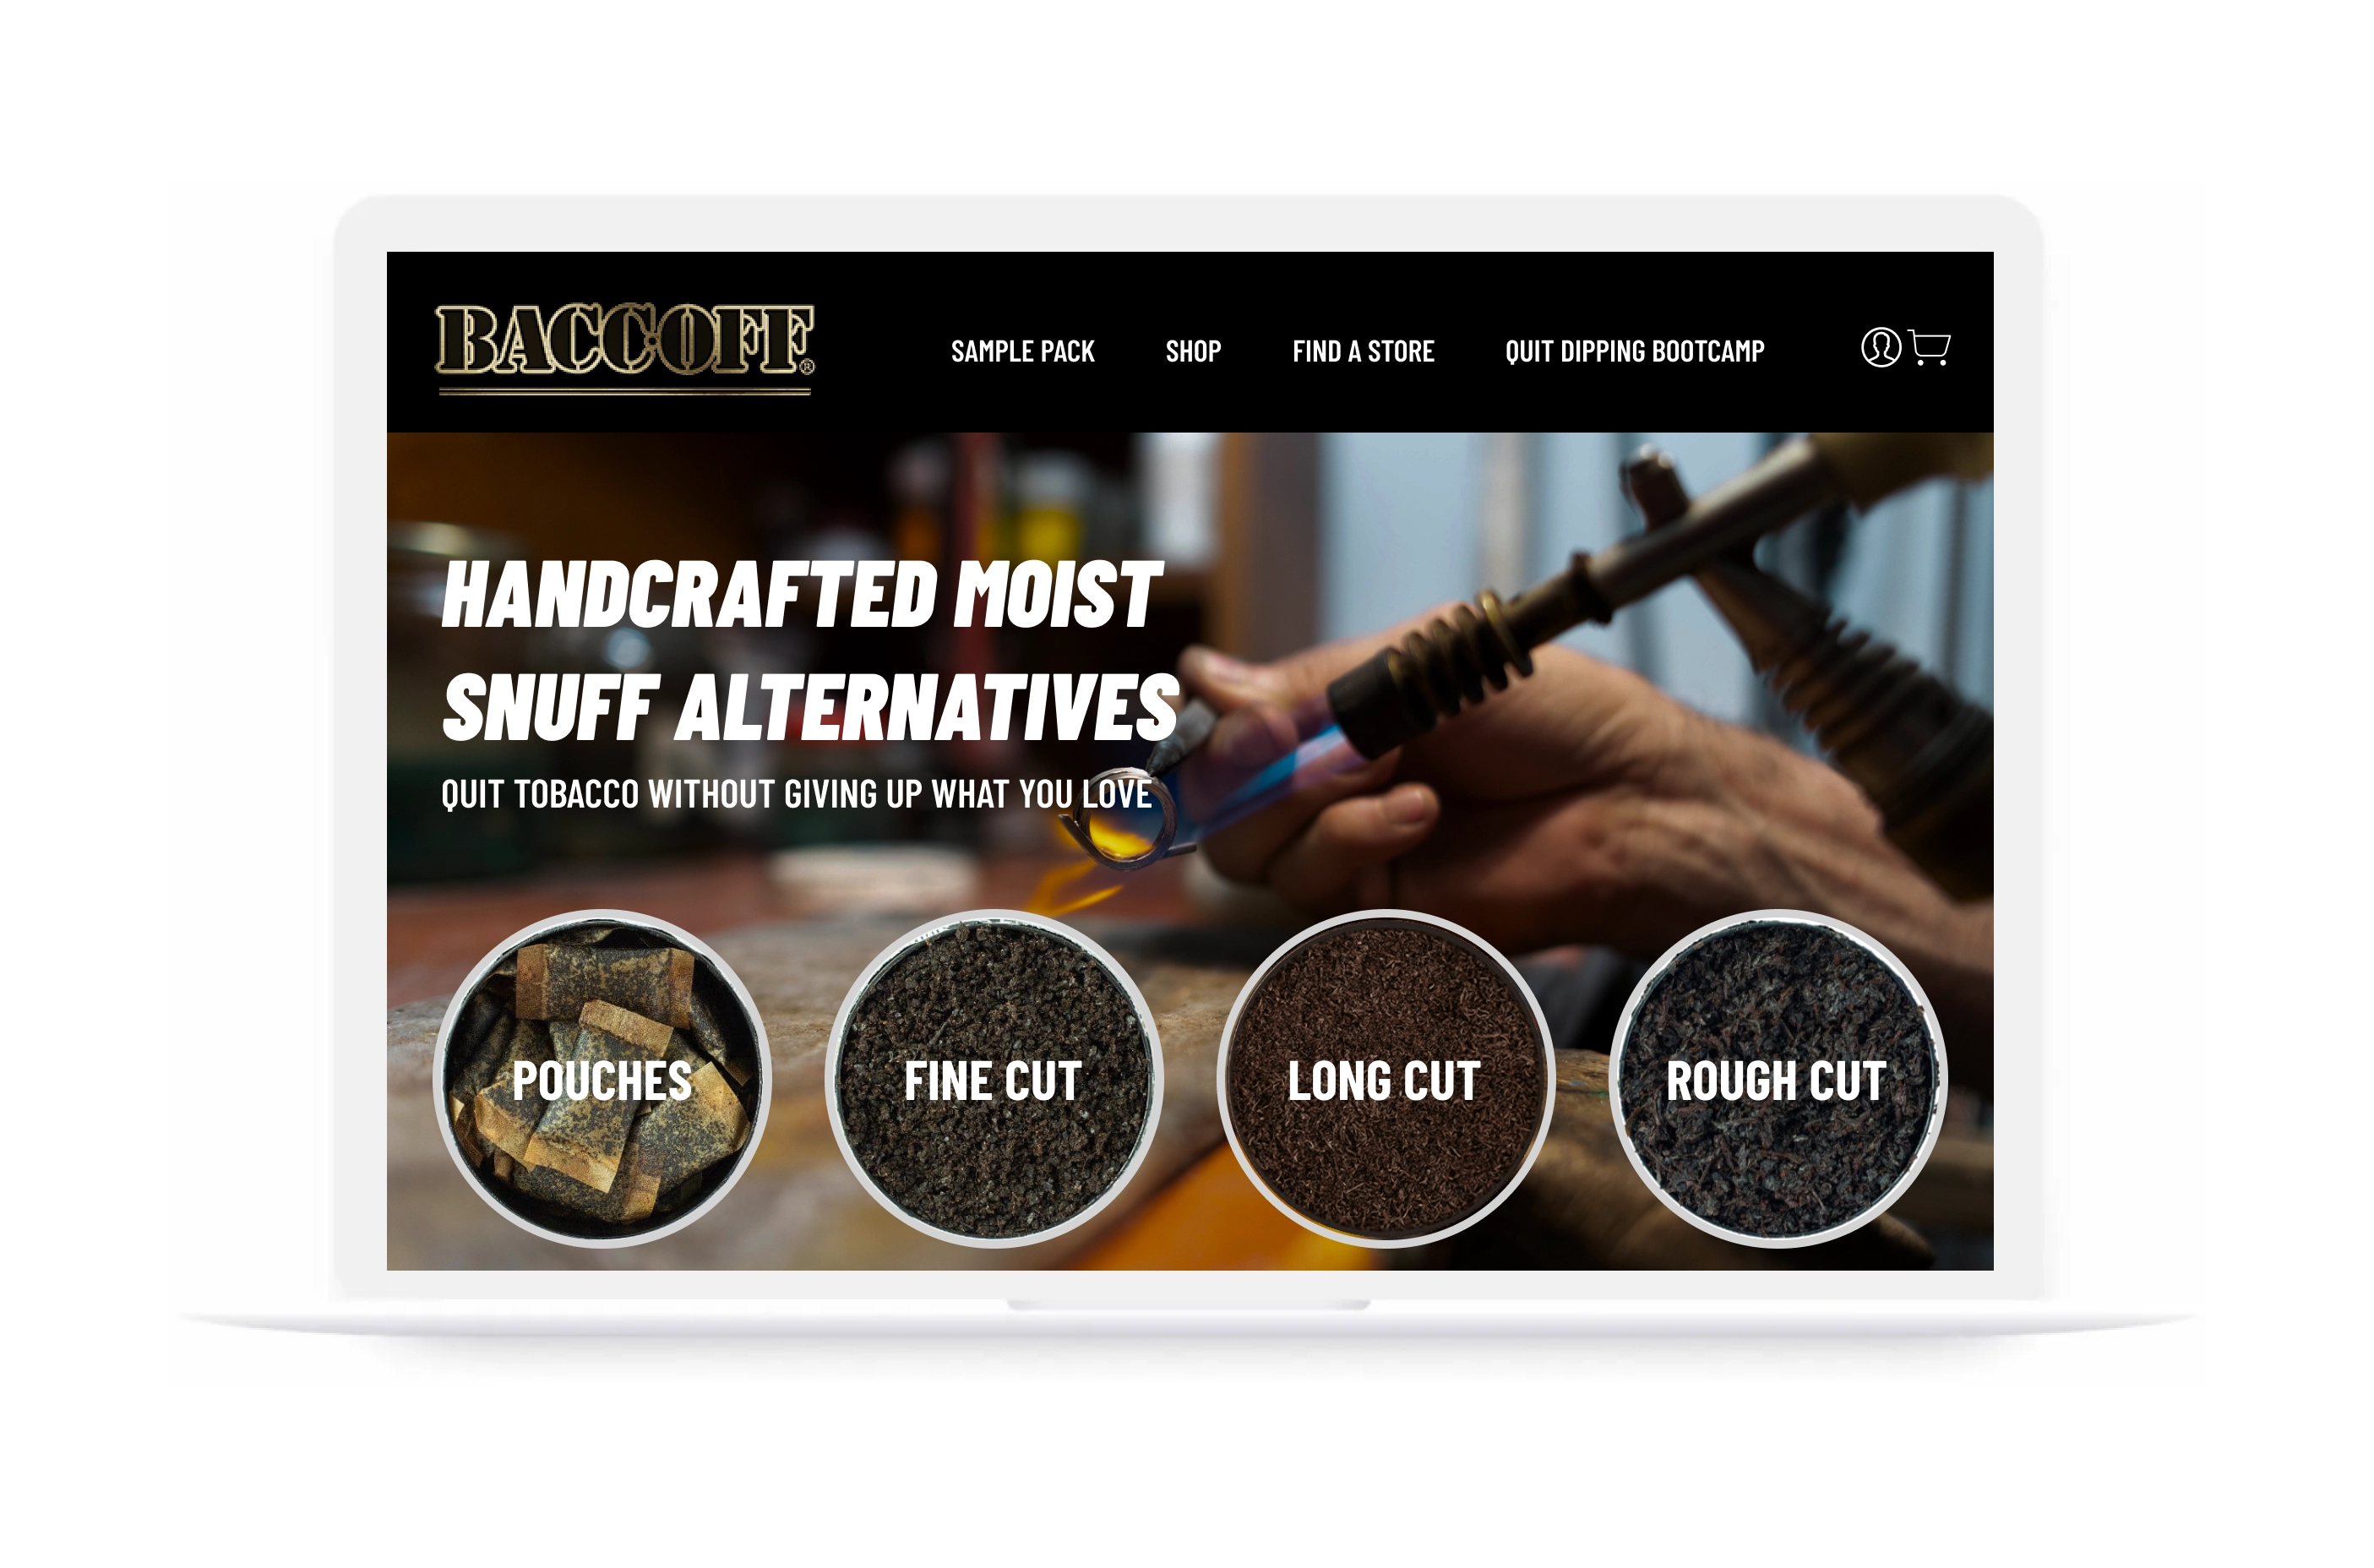 BACCOFF®
SAMPLE PACK
SHOP
FIND A STORE
QUIT DIPPING BOOTCAMP
HANDCRAFTED MOIST
SNUFF ALTERNATIVES
QUIT TOBACCO WITHOUT GIVING UP WHAT YOU LOVE
POUCHES
FINE CUT
LONG CUT
ROUGH CUT